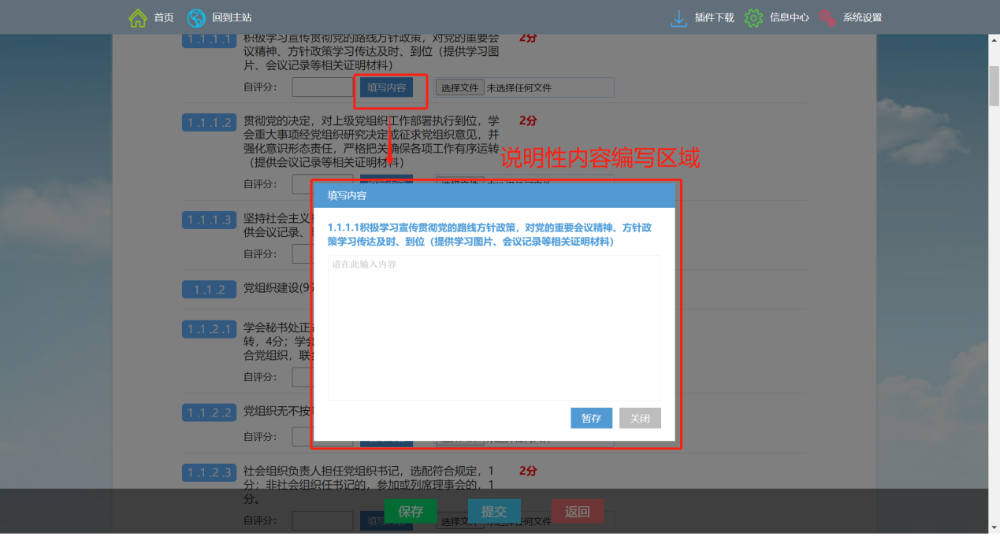 首页 回到主站 插件下载 信息中心 系统设置
1.1.1.1 积极学习宣传贯彻党的路线方针政策，对党的重要会 2分
议精神、方针政策学习传达及时、到位（提供学习图
片、会议记录等相关证明材料）
自评分： 填写内容 选择文件 未选择任何文件
1.1.1.2 贯彻党的决定，对上级党组织工作部署执行到位，学 2分
会重大事项经党组织研究决定或征求党组织意见，并
强化意识形态责任，严格把关确保各项工作有序运转
（提供会议记录等相关证明材料）
说明性内容编写区域
自评分：
填写内容
1.1.1.3 坚持社会主义
供会议记录、
自评分：
1.1.1.1积极学习宣传贯彻党的路线方针政策，对党的重要会议精神、方针政
策学习传达及时、到位（提供学习图片、会议记录等相关证明材料）
请在此输入内容
1.1.2 党组织建设(9
1.1.2.1 学会秘书处正
转，4分；学会
合党组织，联
自评分：
1.1.2.2 党组织无不按
暂存 关闭
自评分：
1.1.2.3 社会组织负责人担任党组织书记，选配符合规定，1 2分
分；非社会组织任书记的，参加或列席理事会的，1
分。
保存 提交 返回
自评分： 填写内容 选择文件 未选择任何文件